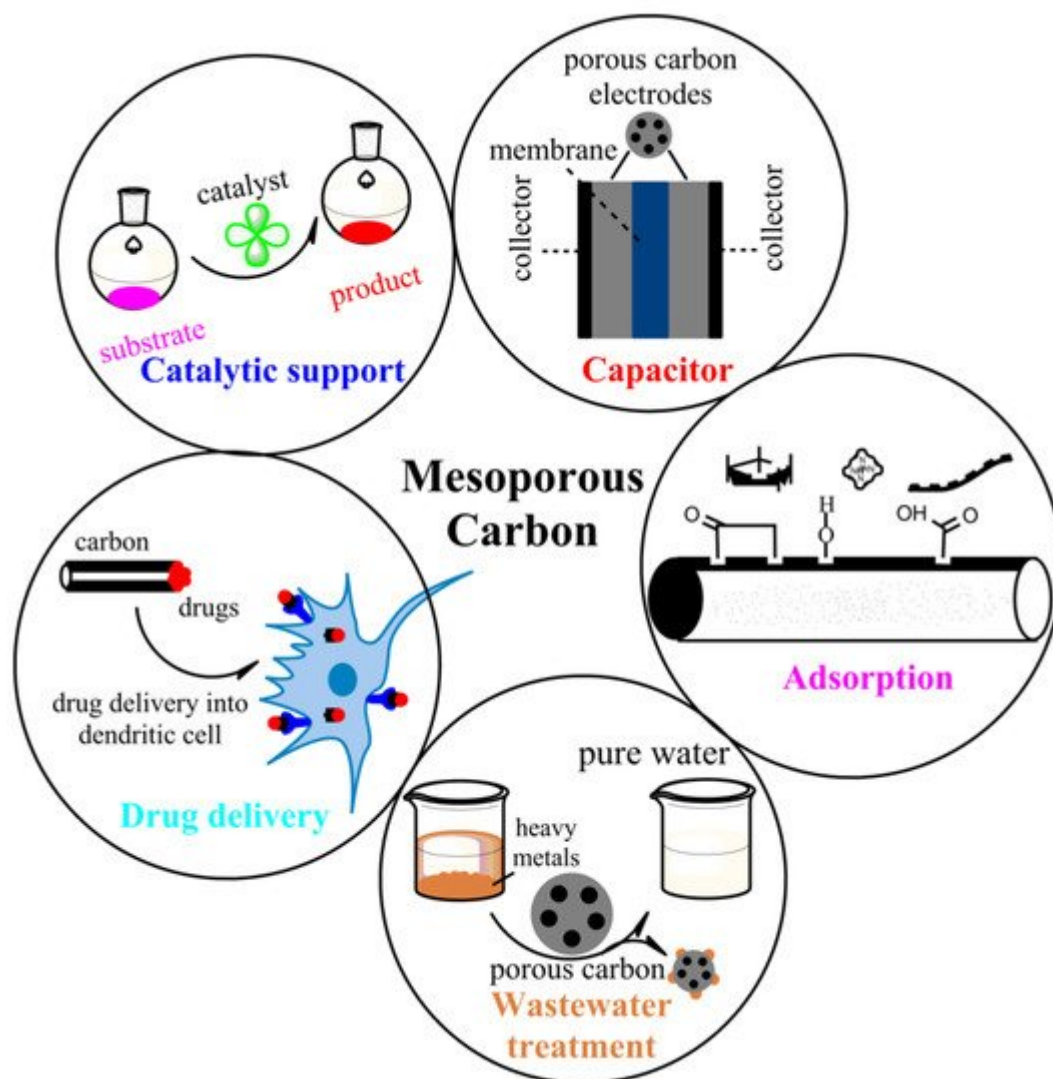 catalyst
product
substrate
Catalytic support
porous carbon
electrodes
membrane
collector
collector
Capacitor
Mesoporous
Carbon
N
N
N
N
O
H
O
OH
O
Adsorption
carbon
drugs
drug delivery into
dendritic cell
Drug delivery
pure water
heavy
metals
porous carbon
Wastewater
treatment